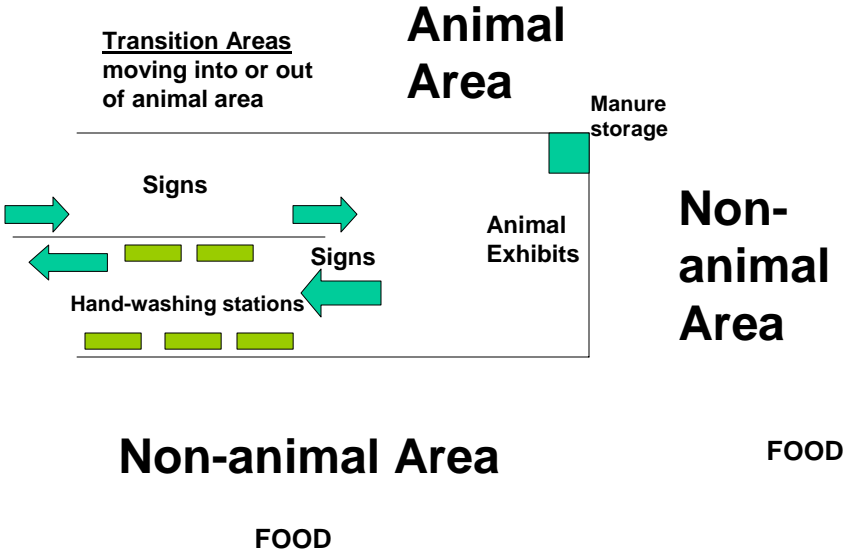 Transition Areas
moving into or out
of animal area
Animal
Area
Manure
storage
Signs
Animal
Exhibits
Signs
Hand-washing stations
Non-
animal
Area
Non-animal Area
FOOD
FOOD